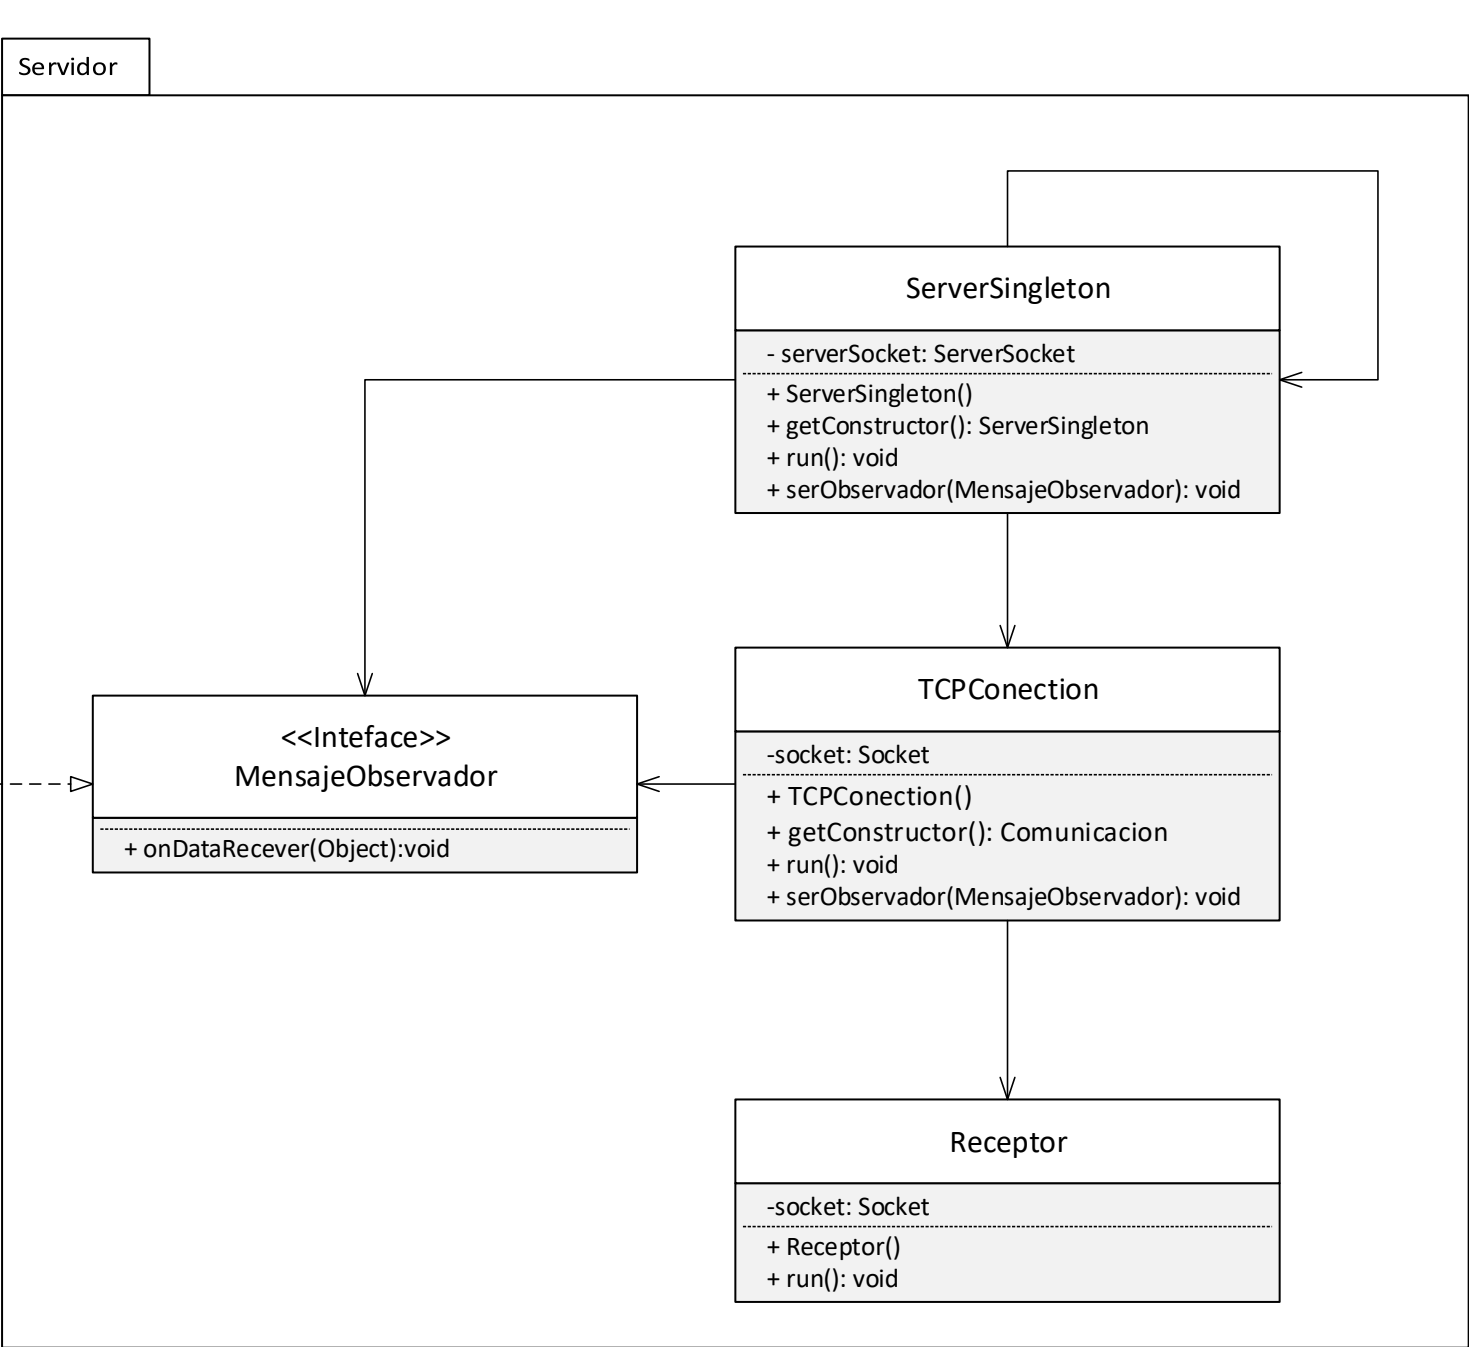 Servidor
ServerSingleton
- serverSocket: ServerSocket
+ ServerSingleton()
+ getConstructor(): ServerSingleton
+ run(): void
+ serObservador(MensajeObservador): void
<<Inteface>>
MensajeObservador
+ onDataRecever(Object):void
TCPConection
-socket: Socket
+ TCPConection()
+ getConstructor(): Comunicacion
+ run(): void
+ serObservador(MensajeObservador): void
Receptor
-socket: Socket
+ Receptor()
+ run(): void